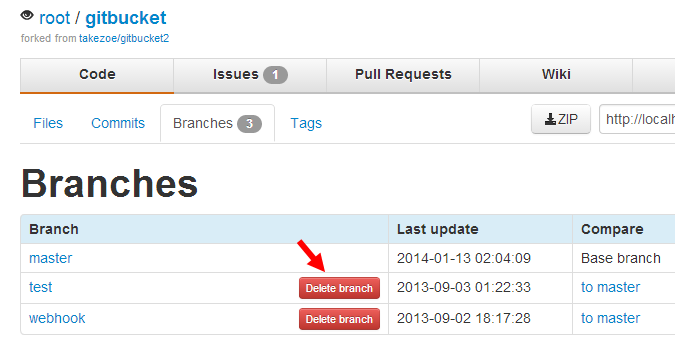 root / gitbucket
forked from takezoe/gitbucket2
Code Issues 1 Pull Requests Wiki
Files Commits Branches 3 Tags ZIP http://local
Branches
Branch Last update Compare
master 2014-01-13 02:04:09 Base branch
test Delete branch 2013-09-03 01:22:33 to master
webhook Delete branch 2013-09-02 18:17:28 to master